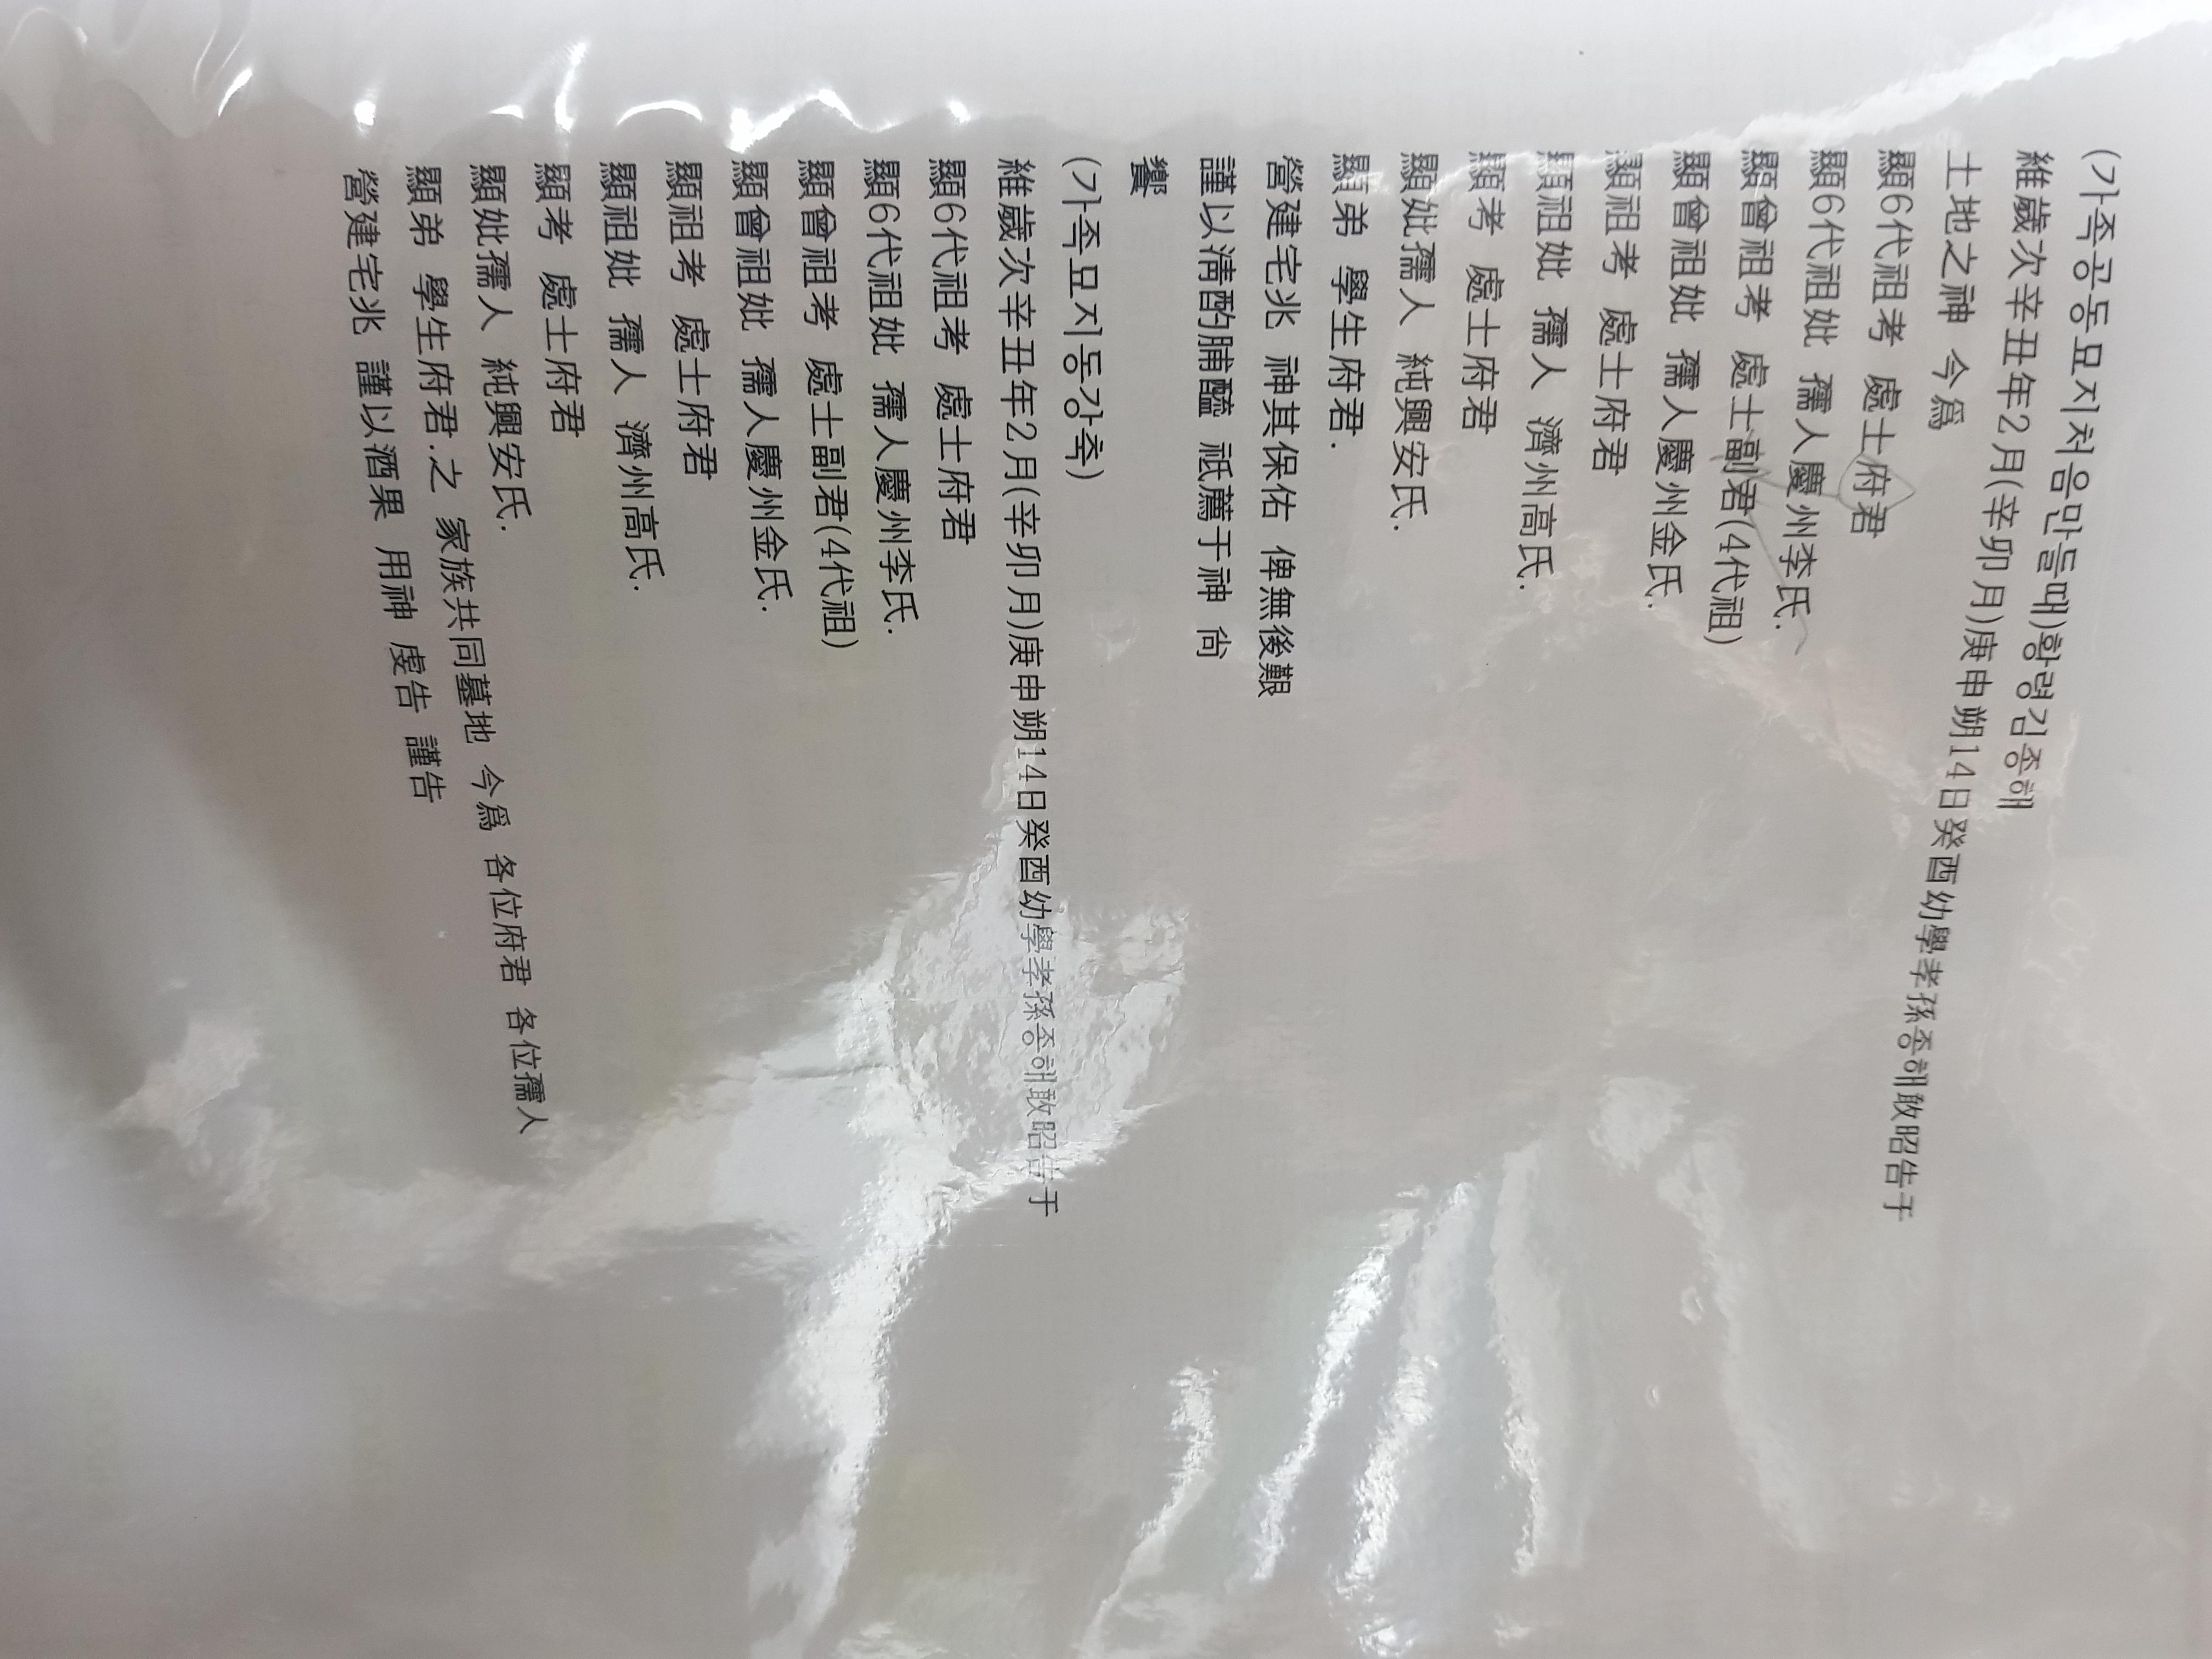 (가족공동묘지처음만들때)황령김종해
維歲次辛丑年2月(辛卯月)庚申朔14日癸酉幼學孝孫종해敢昭告于
土地之神 今爲
顯6代祖考 處士府君
顯6代祖妣 孺人慶州李氏.
顯曾祖考 處士副君(4代祖)
顯曾祖妣 孺人慶州金氏.
顯祖考 處士府君
顯祖妣 孺人 濟州高氏.
顯考 處士府君
顯妣孺人 純興安氏.
顯弟 學生府君.
營建宅兆 神其保佑 俾無後艱
謹以淸酌脯醯 祗薦于神 尙
饗
(가족묘지동강축)
維歲次辛丑年2月(辛卯月)庚申朔14日癸酉幼學孝孫종해敢昭告于
顯6代祖考 處士府君
顯6代祖妣 孺人慶州李氏.
顯曾祖考 處士副君(4代祖)
顯曾祖妣 孺人慶州金氏.
顯祖考 處士府君
顯祖妣 孺人 濟州高氏.
顯考 處士府君
顯妣孺人 純興安氏.
顯弟 學生府君.之 家族共同墓地 今爲 各位府君 各位孺人
營建宅兆 謹以酒果 用神 虔告 謹告